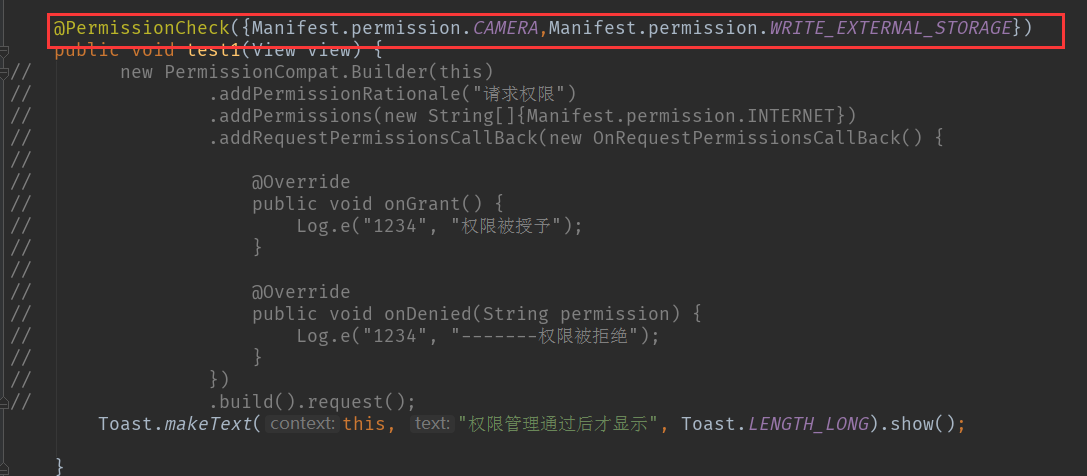 @PermissionCheck({Manifest.permission.CAMERA,Manifest.permission.WRITE_EXTERNAL_STORAGE})
public void test1(View view) {
//        new PermissionCompat.Builder(this)
//                .addPermissionRationale("请求权限")
//                .addPermissions(new String[]{Manifest.permission.INTERNET})
//                .addRequestPermissionsCallBack(new OnRequestPermissionsCallBack() {
//
//                    @Override
//                    public void onGrant() {
//                        Log.e("1234", "权限被授予");
//                    }
//
//                    @Override
//                    public void onDenied(String permission) {
//                        Log.e("1234", "-------权限被拒绝");
//                    }
//                })
//                .build().request();
Toast.makeText( context: this, text: "权限管理通过后才显示", Toast.LENGTH_LONG).show();
}